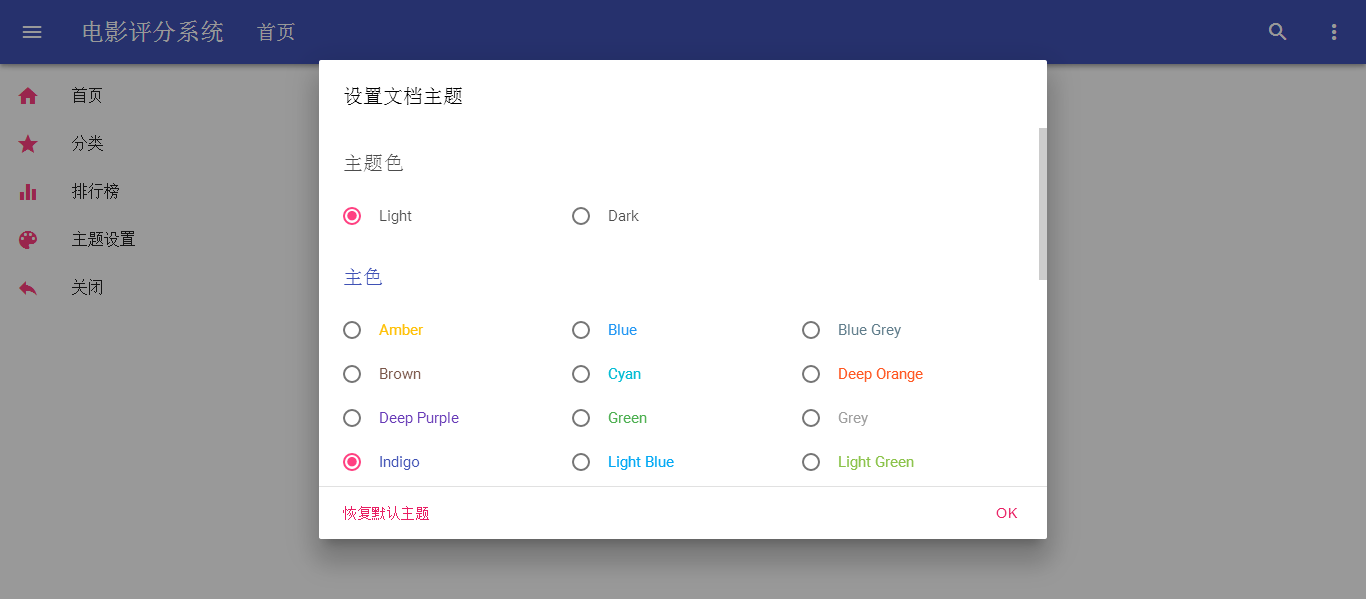 电影评分系统 首页
首页
分类
排行榜
主题设置
关闭
设置文档主题
主题色
Light Dark
主色
Amber Blue Blue Grey
Brown Cyan Deep Orange
Deep Purple Green Grey
Indigo Light Blue Light Green
恢复默认主题 OK